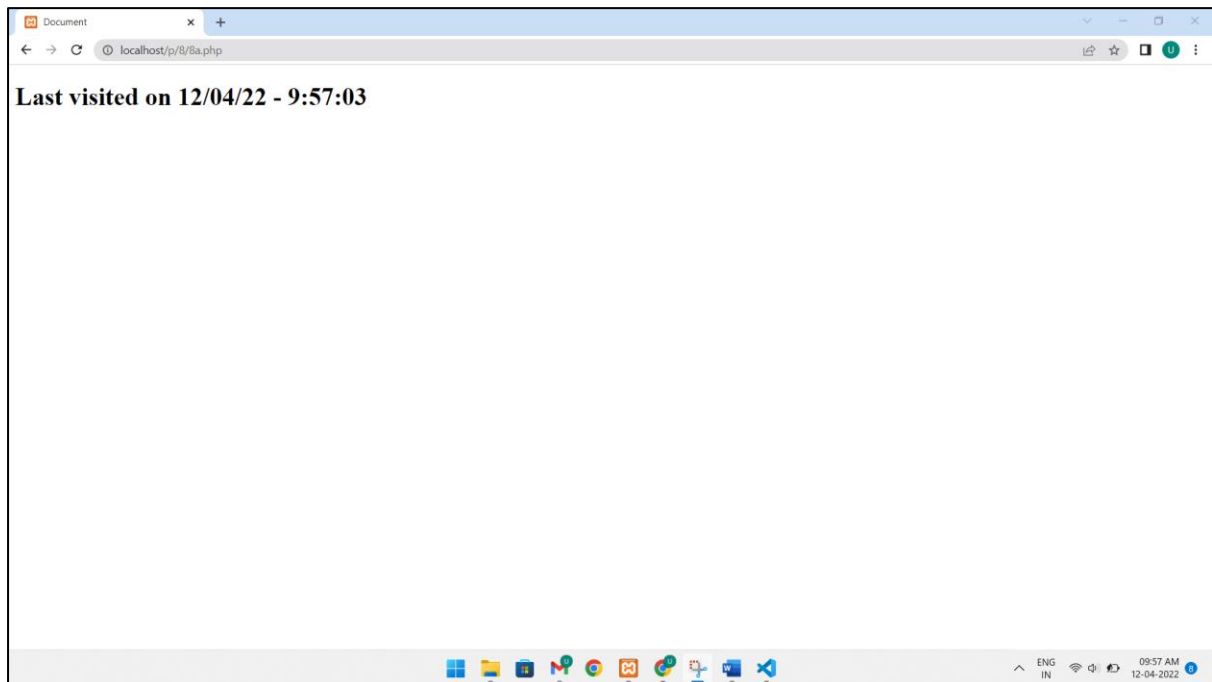 Document
localhost/p/8/8a.php
U
Last visited on 12/04/22 - 9:57:03
U
U
W
ENG
IN
09:57 AM
12-04-2022
8